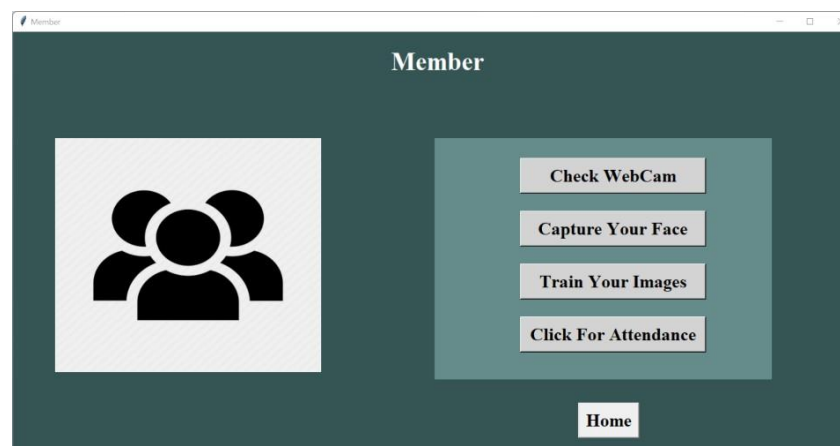 Member
Member
Check WebCam
Capture Your Face
Train Your Images
Click For Attendance
Home